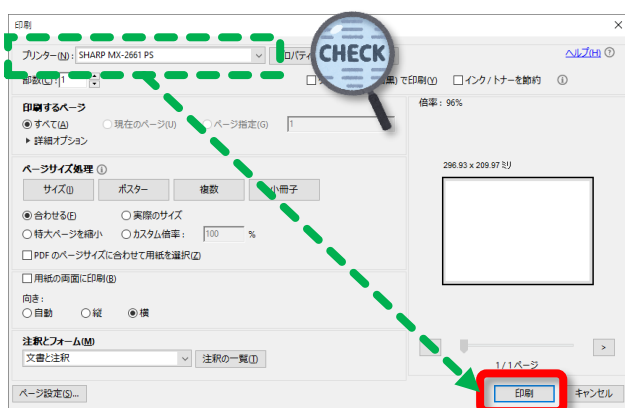 印刷
プリンター(N): SHARP MX-2661 PS
プロパティ
CHECK
ヘルプ(H)
部数(C): 1
で印刷(Y)
インク/トナーを節約
印刷するページ
すべて(A) 現在のページ(U) ページ指定(G) 1
詳細オプション
倍率: 96%
ページサイズ処理
サイズ(I) ポスター 複数 小冊子
296.93 x 209.97 ミリ
合わせる(F) 実際のサイズ
特大ページを縮小 カスタム倍率: 100 %
PDF のページサイズに合わせて用紙を選択(Z)
用紙の両面に印刷(B)
向き:
自動 縦 横
注釈とフォーム(M)
文書と注釈 注釈の一覧(T)
>
1/1ページ
ページ設定(S)... 印刷 キャンセル